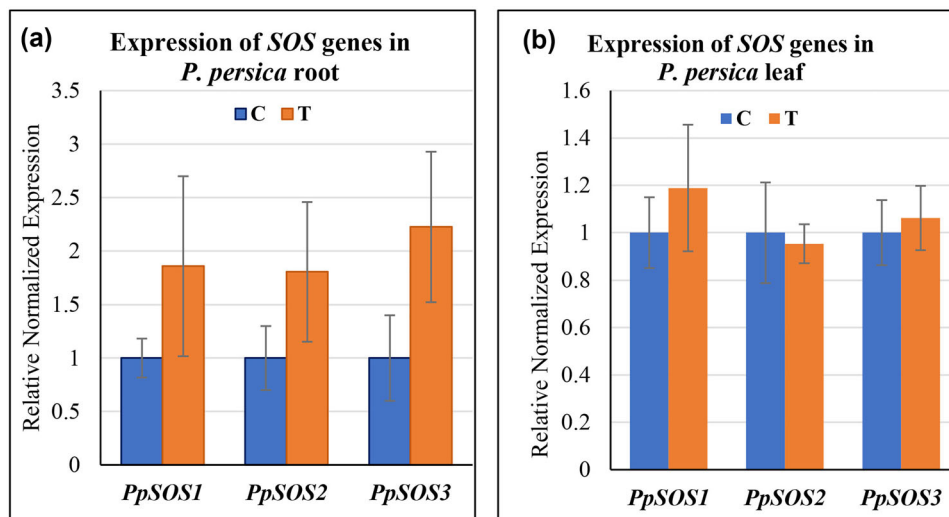 (a)
Expression of SOS genes in
P. persica root
3.5
3
2.5
2
1.5
1
0.5
0
C T
Relative Normalized Expression
PpSOS1 PpSOS2 PpSOS3
(b)
Expression of SOS genes in
P. persica leaf
1.6
1.4
1.2
1
0.8
0.6
0.4
0.2
0
C T
Relative Normalized Expression
PpSOS1 PpSOS2 PpSOS3